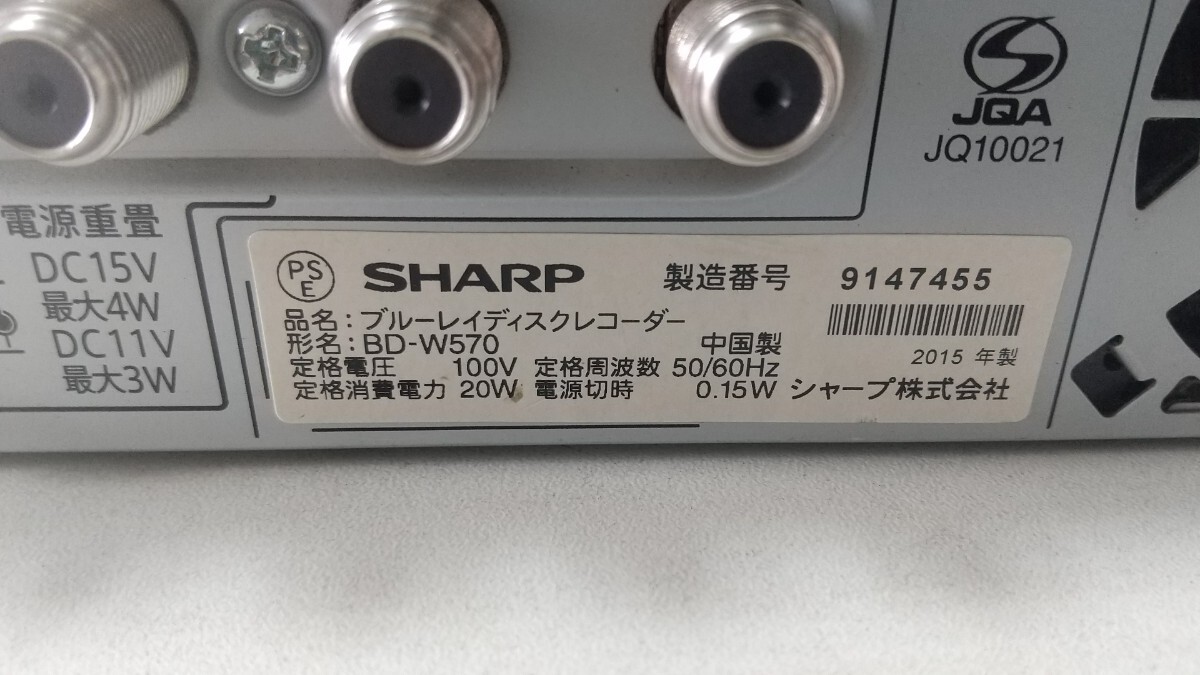 JQA
JQ10021
電源重畳
DC15V
最大4W
DC11V
最大3W
PSE SHARP 製造番号 9147455
品名：ブルーレイディスクレコーダー
形名：BD-W570 中国製 2015 年製
定格電圧 100V 定格周波数 50/60Hz
定格消費電力 20W 電源切時 0.15W シャープ株式会社